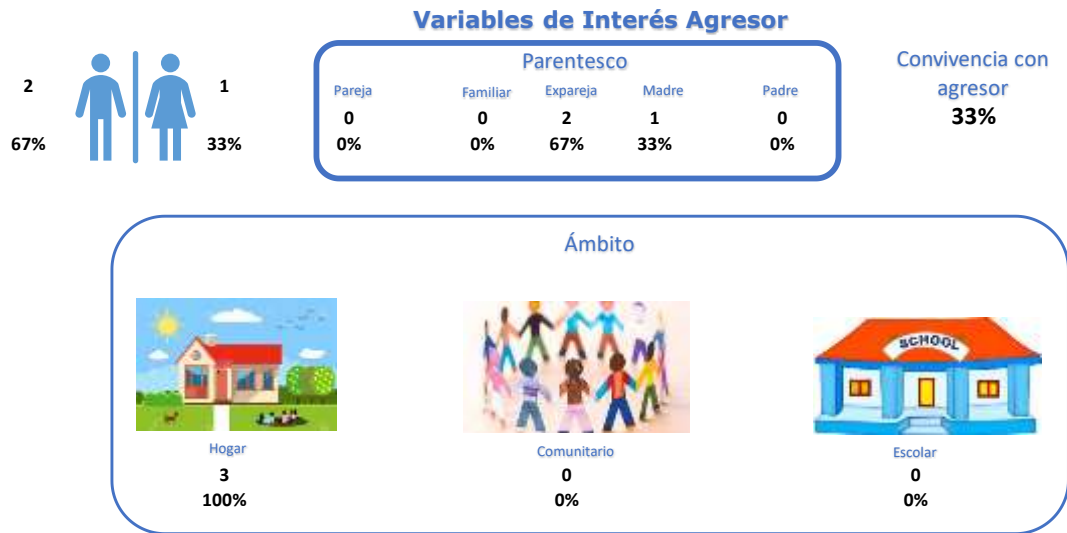 Variables de Interés Agresor
2
67%
1
33%
Parentesco
Pareja Familiar Expareja Madre Padre
0 0 2 1 0
0% 0% 67% 33% 0%
Convivencia con
agresor
33%
Ámbito
SCHOOL
Hogar Comunitario Escolar
3 0 0
100% 0% 0%